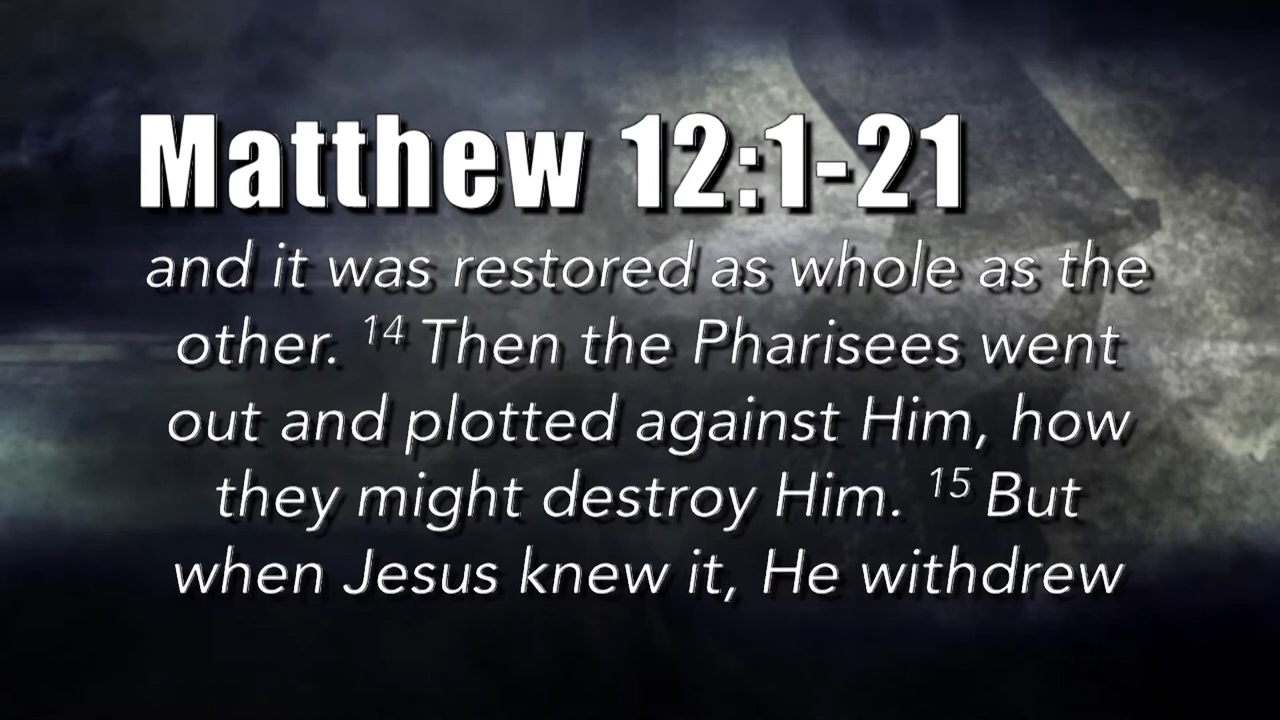 Matthew 12:1-21
and it was restored as whole as the
other. 14 Then the Pharisees went
out and plotted against Him, how
they might destroy Him. 15 But
when Jesus knew it, He withdrew